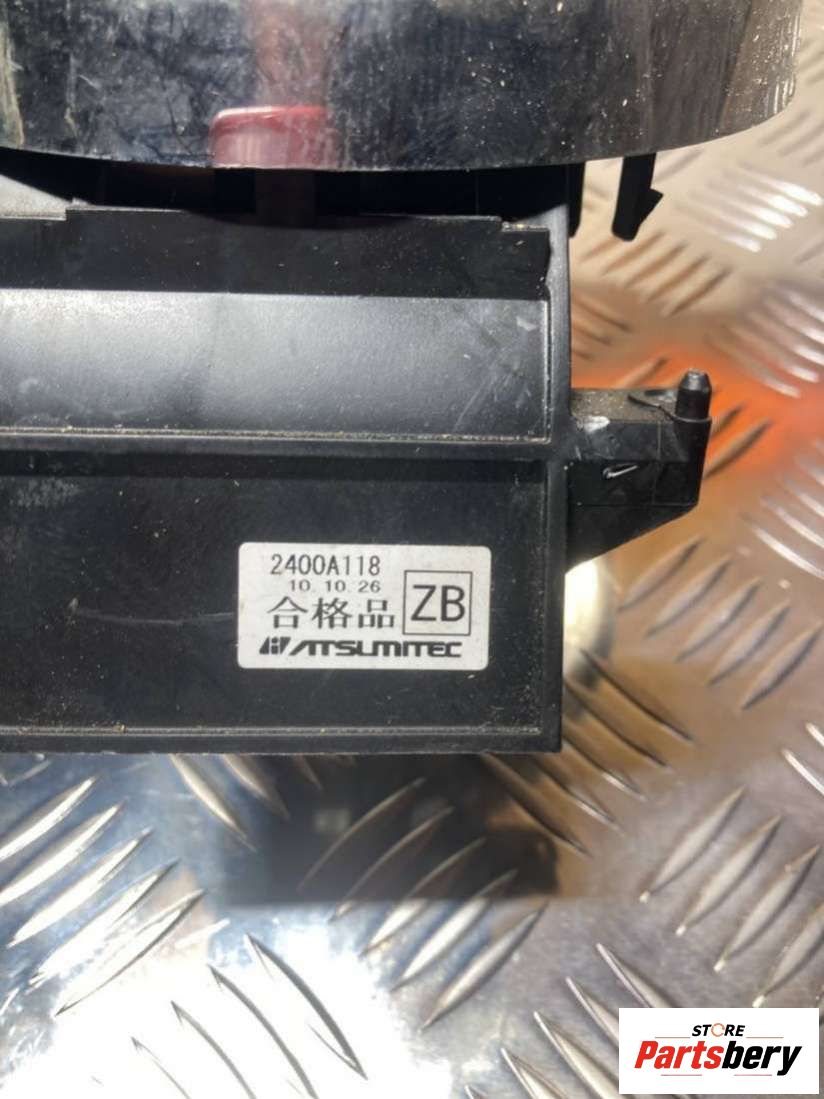 2400A118
10.10.26
合格品 ZB
ATSUMITEC
STORE
Partsbery